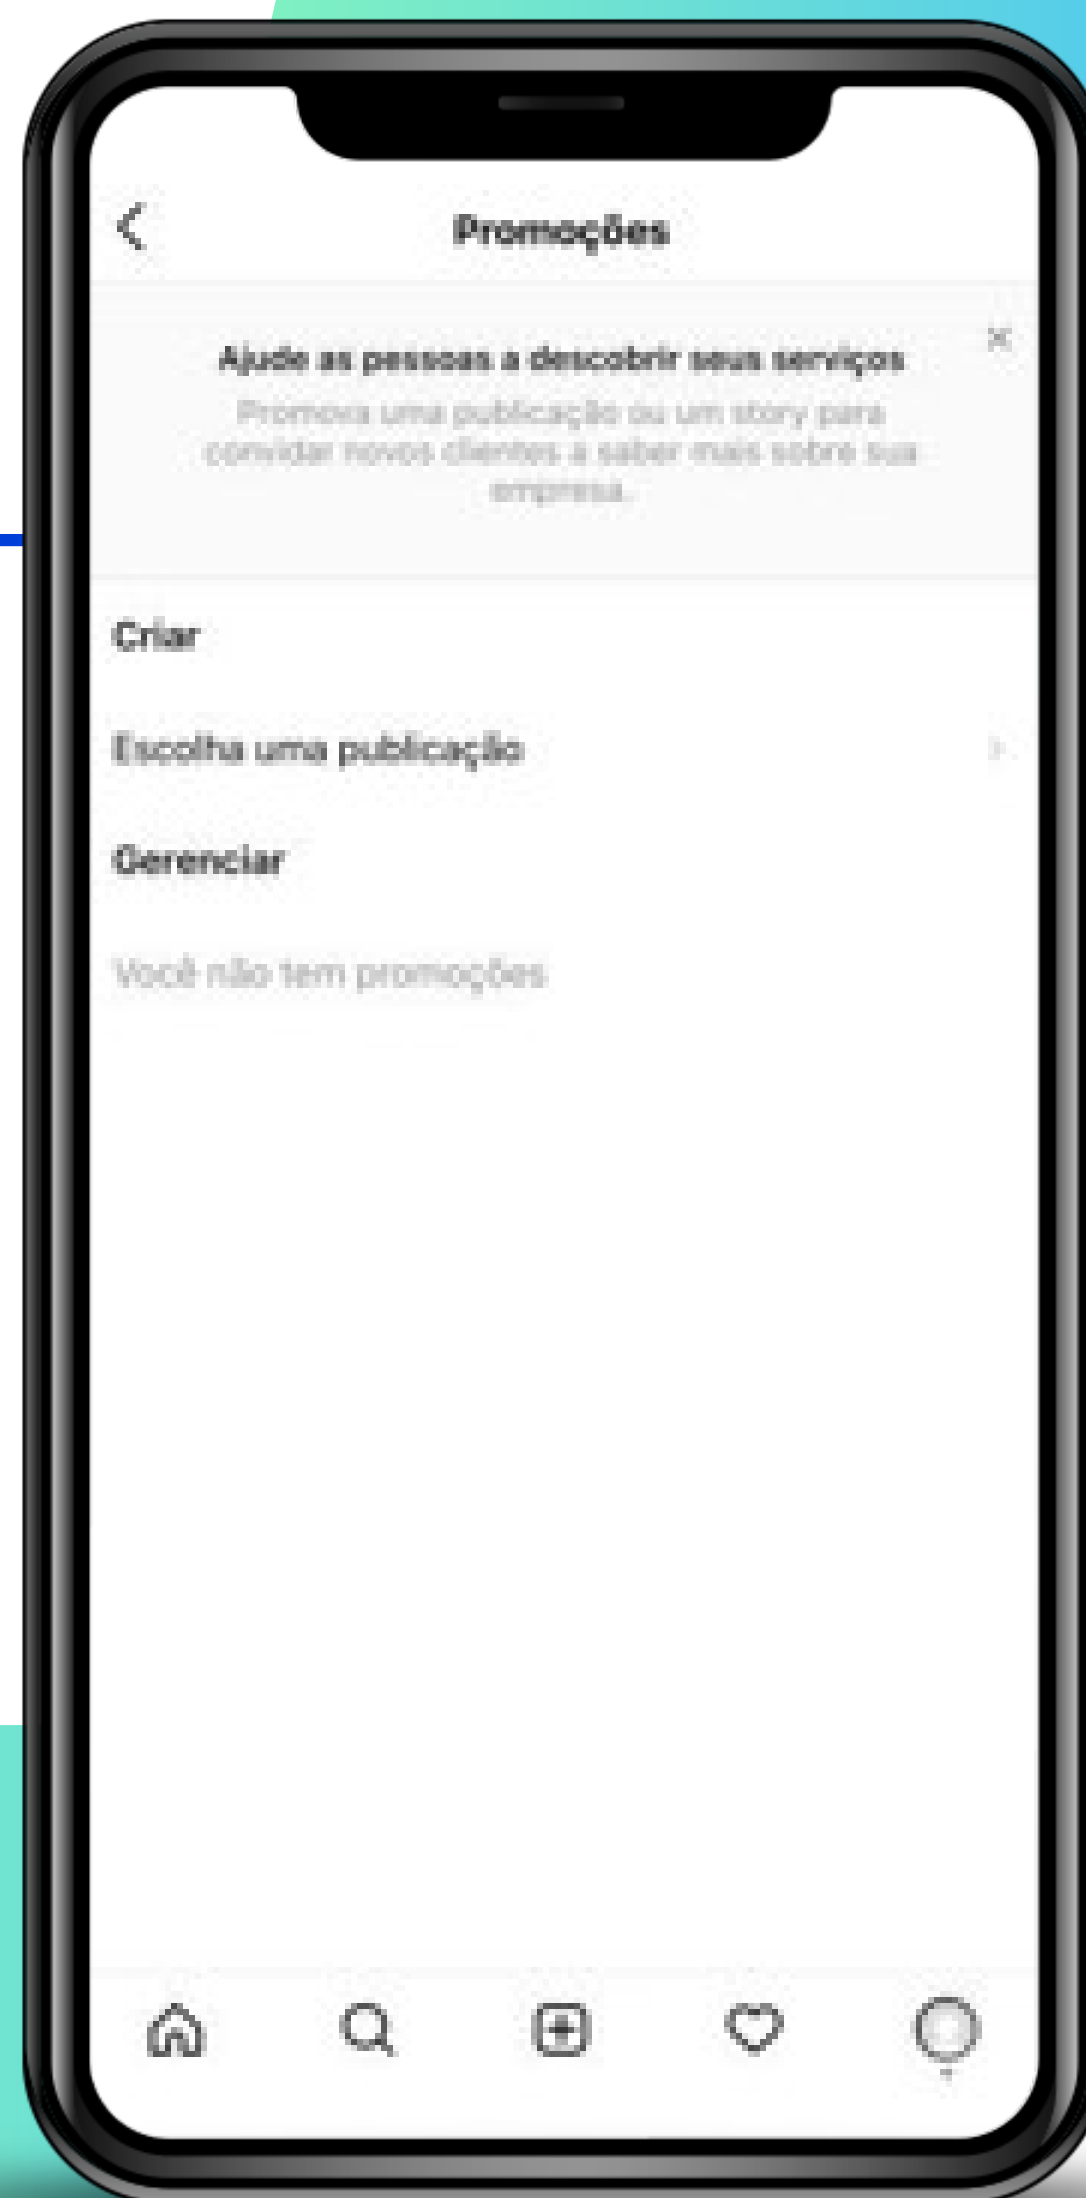 Promoções
Ajude as pessoas a descobrir seus serviços
Promova uma publicação ou um story para
convidar novos clientes a saber mais sobre sua
empresa.
Criar
Escolha uma publicação
Gerenciar
Você não tem promoções